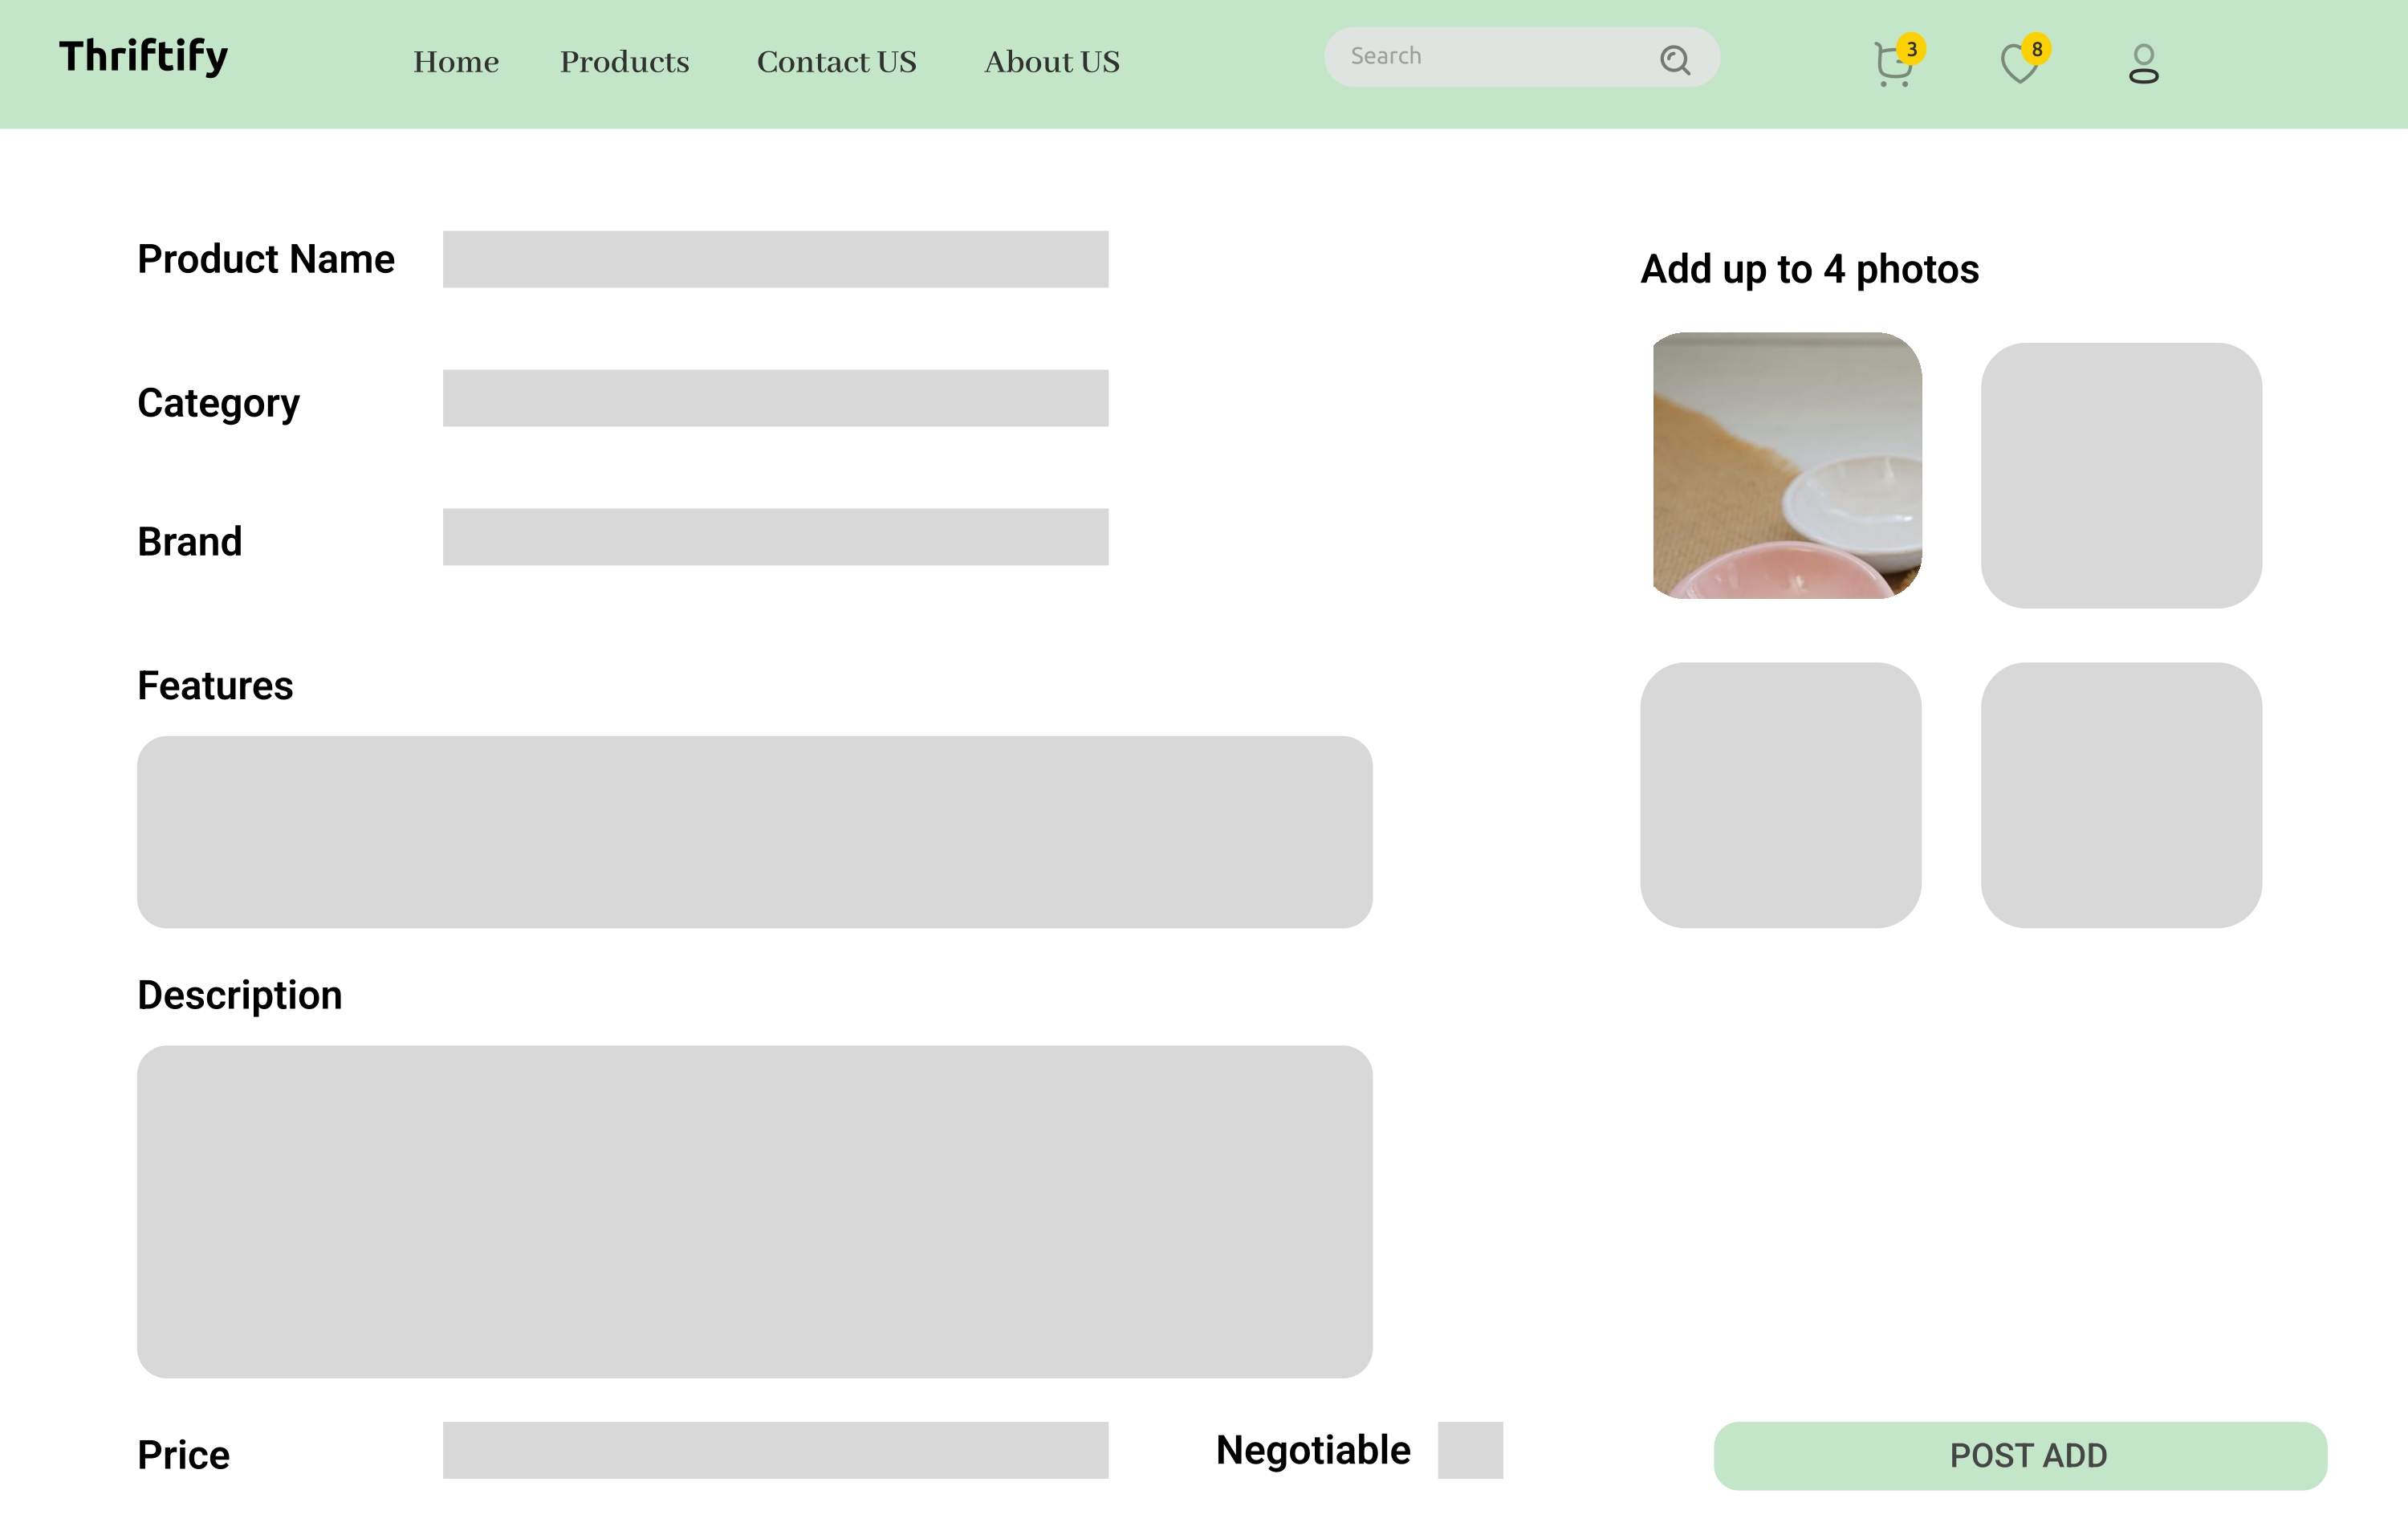 Thriftify
Home Products Contact US About US
Search
3
8
Product Name
Add up to 4 photos
Category
Brand
Features
Description
Price
Negotiable
POST ADD